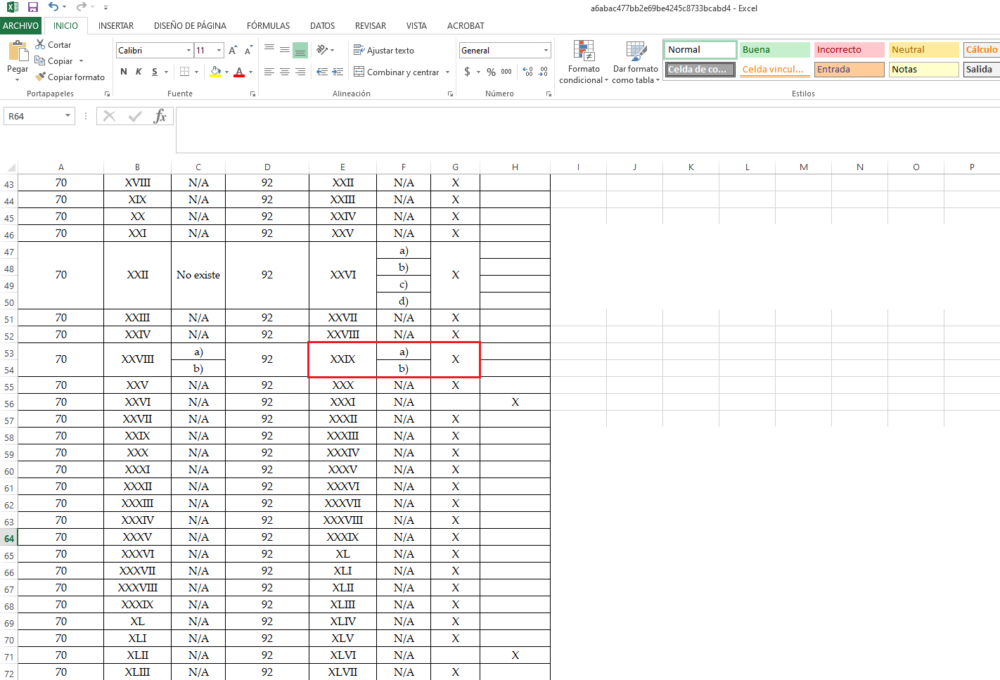 a6abac477bb2e69be4245c8733bcabd4 - Excel
ARCHIVO INICIO INSERTAR DISEÑO DE PÁGINA FÓRMULAS DATOS REVISAR VISTA ACROBAT
Pegar
Cortar
Copiar
Copiar formato
Portapapeles
Calibri 11
N K S
Fuente
Ajustar texto
Combinar y centrar
Alineación
General
$ % 000
Número
Formato condicional
Dar formato como tabla
Normal Buena Incorrecto Neutral Cálculo
Celda de co... Celda vincul... Entrada Notas Salida
Estilos
R64 fx
A B C D E F G H I J K L M N O P
43 70 XVIII N/A 92 XXII N/A X
44 70 XIX N/A 92 XXIII N/A X
45 70 XX N/A 92 XXIV N/A X
46 70 XXI N/A 92 XXV N/A X
47 a)
48 b)
70 XXII No existe 92 XXVI X
49 c)
50 d)
51 70 XXIII N/A 92 XXVII N/A X
52 70 XXIV N/A 92 XXVIII N/A X
53 a) a)
70 XXVIII 92 XXIX X
54 b) b)
55 70 XXV N/A 92 XXX N/A X
56 70 XXVI N/A 92 XXXI N/A X
57 70 XXVII N/A 92 XXXII N/A X
58 70 XXIX N/A 92 XXXIII N/A X
59 70 XXX N/A 92 XXXIV N/A X
60 70 XXXI N/A 92 XXXV N/A X
61 70 XXXII N/A 92 XXXVI N/A X
62 70 XXXIII N/A 92 XXXVII N/A X
63 70 XXXIV N/A 92 XXXVIII N/A X
64 70 XXXV N/A 92 XXXIX N/A X
65 70 XXXVI N/A 92 XL N/A X
66 70 XXXVII N/A 92 XLI N/A X
67 70 XXXVIII N/A 92 XLII N/A X
68 70 XXXIX N/A 92 XLIII N/A X
69 70 XL N/A 92 XLIV N/A X
70 70 XLI N/A 92 XLV N/A X
71 70 XLII N/A 92 XLVI N/A X
72 70 XLIII N/A 92 XLVII N/A X